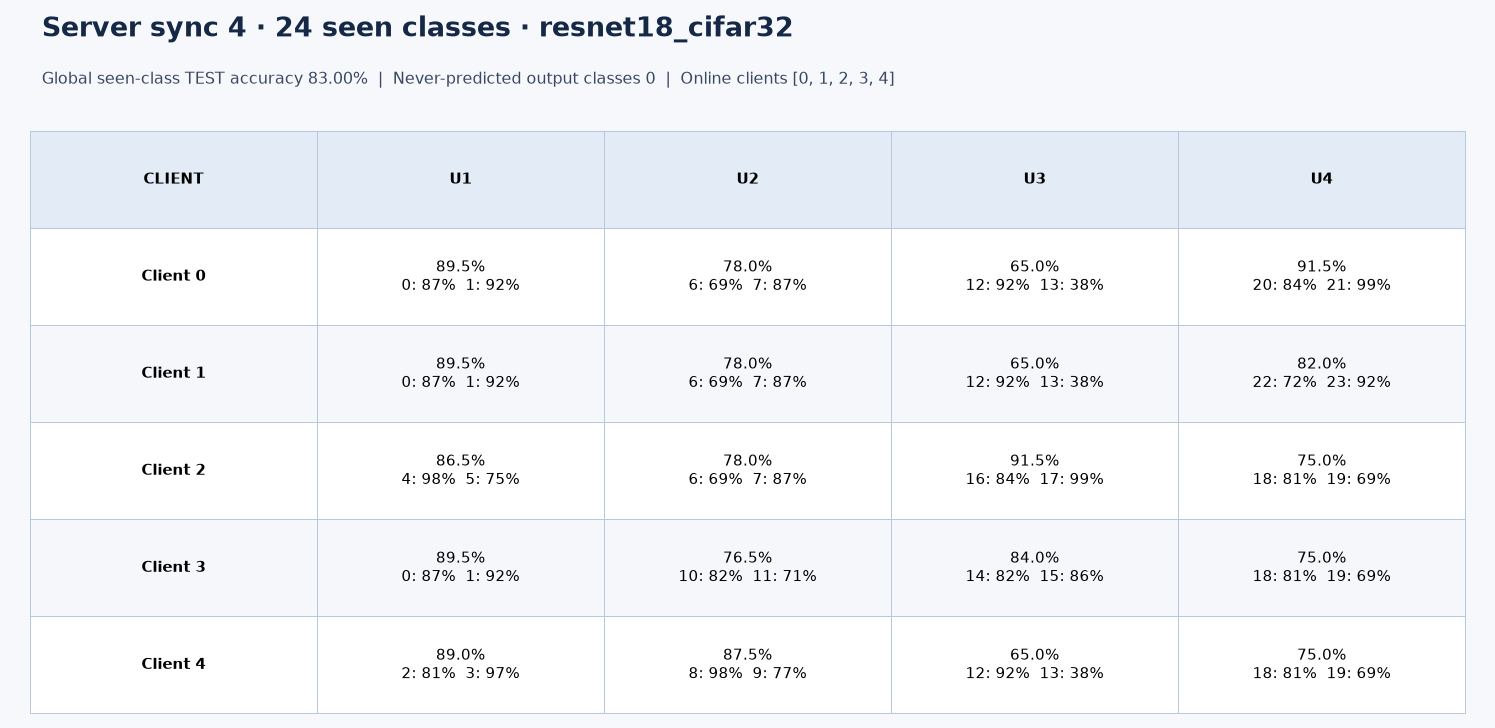 Server sync 4 · 24 seen classes · resnet18_cifar32
Global seen-class TEST accuracy 83.00% | Never-predicted output classes 0 | Online clients [0, 1, 2, 3, 4]
CLIENT U1 U2 U3 U4
Client 0
89.5%
0: 87% 1: 92%
78.0%
6: 69% 7: 87%
65.0%
12: 92% 13: 38%
91.5%
20: 84% 21: 99%
Client 1
89.5%
0: 87% 1: 92%
78.0%
6: 69% 7: 87%
65.0%
12: 92% 13: 38%
82.0%
22: 72% 23: 92%
Client 2
86.5%
4: 98% 5: 75%
78.0%
6: 69% 7: 87%
91.5%
16: 84% 17: 99%
75.0%
18: 81% 19: 69%
Client 3
89.5%
0: 87% 1: 92%
76.5%
10: 82% 11: 71%
84.0%
14: 82% 15: 86%
75.0%
18: 81% 19: 69%
Client 4
89.0%
2: 81% 3: 97%
87.5%
8: 98% 9: 77%
65.0%
12: 92% 13: 38%
75.0%
18: 81% 19: 69%